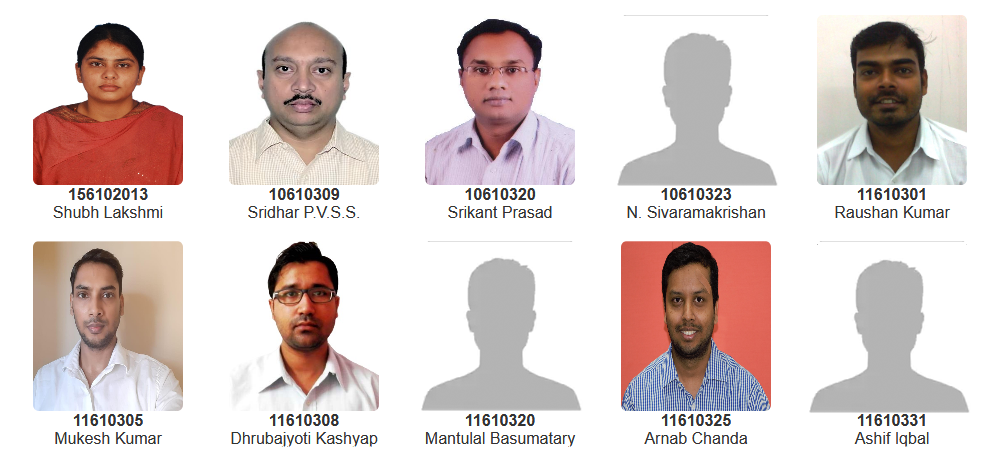 156102013
Shubh Lakshmi
10610309
Sridhar P.V.S.S.
10610320
Srikant Prasad
10610323
N. Sivaramakrishan
11610301
Raushan Kumar
11610305
Mukesh Kumar
11610308
Dhrubajyoti Kashyap
11610320
Mantulal Basumatary
11610325
Arnab Chanda
11610331
Ashif Iqbal